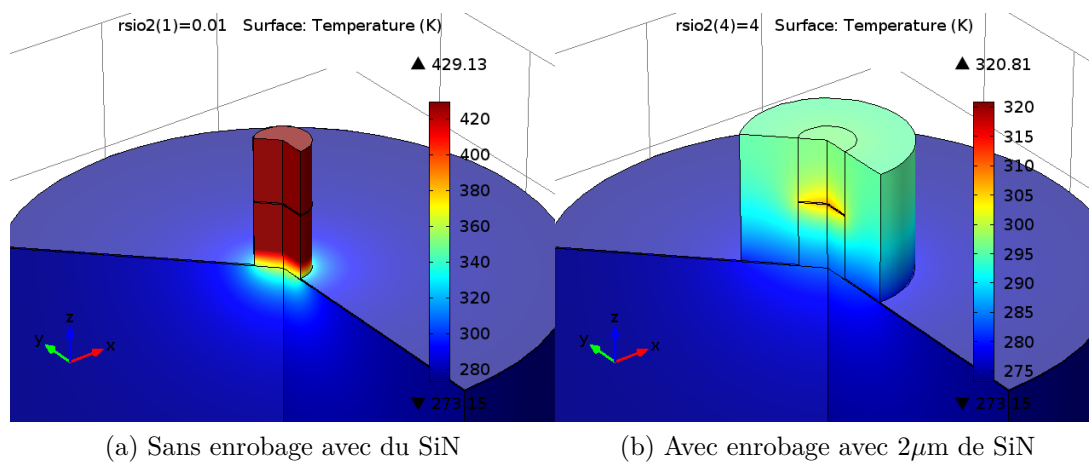 rsio2(1)=0.01 Surface: Temperature (K)
▲ 429.13
420
400
380
360
340
320
300
280
▼ 273.15
z
y
x
(a) Sans enrobage avec du SiN
rsio2(4)=4 Surface: Temperature (K)
▲ 320.81
320
315
310
305
300
295
290
285
280
275
▼ 273.15
z
y
x
(b) Avec enrobage avec 2μm de SiN